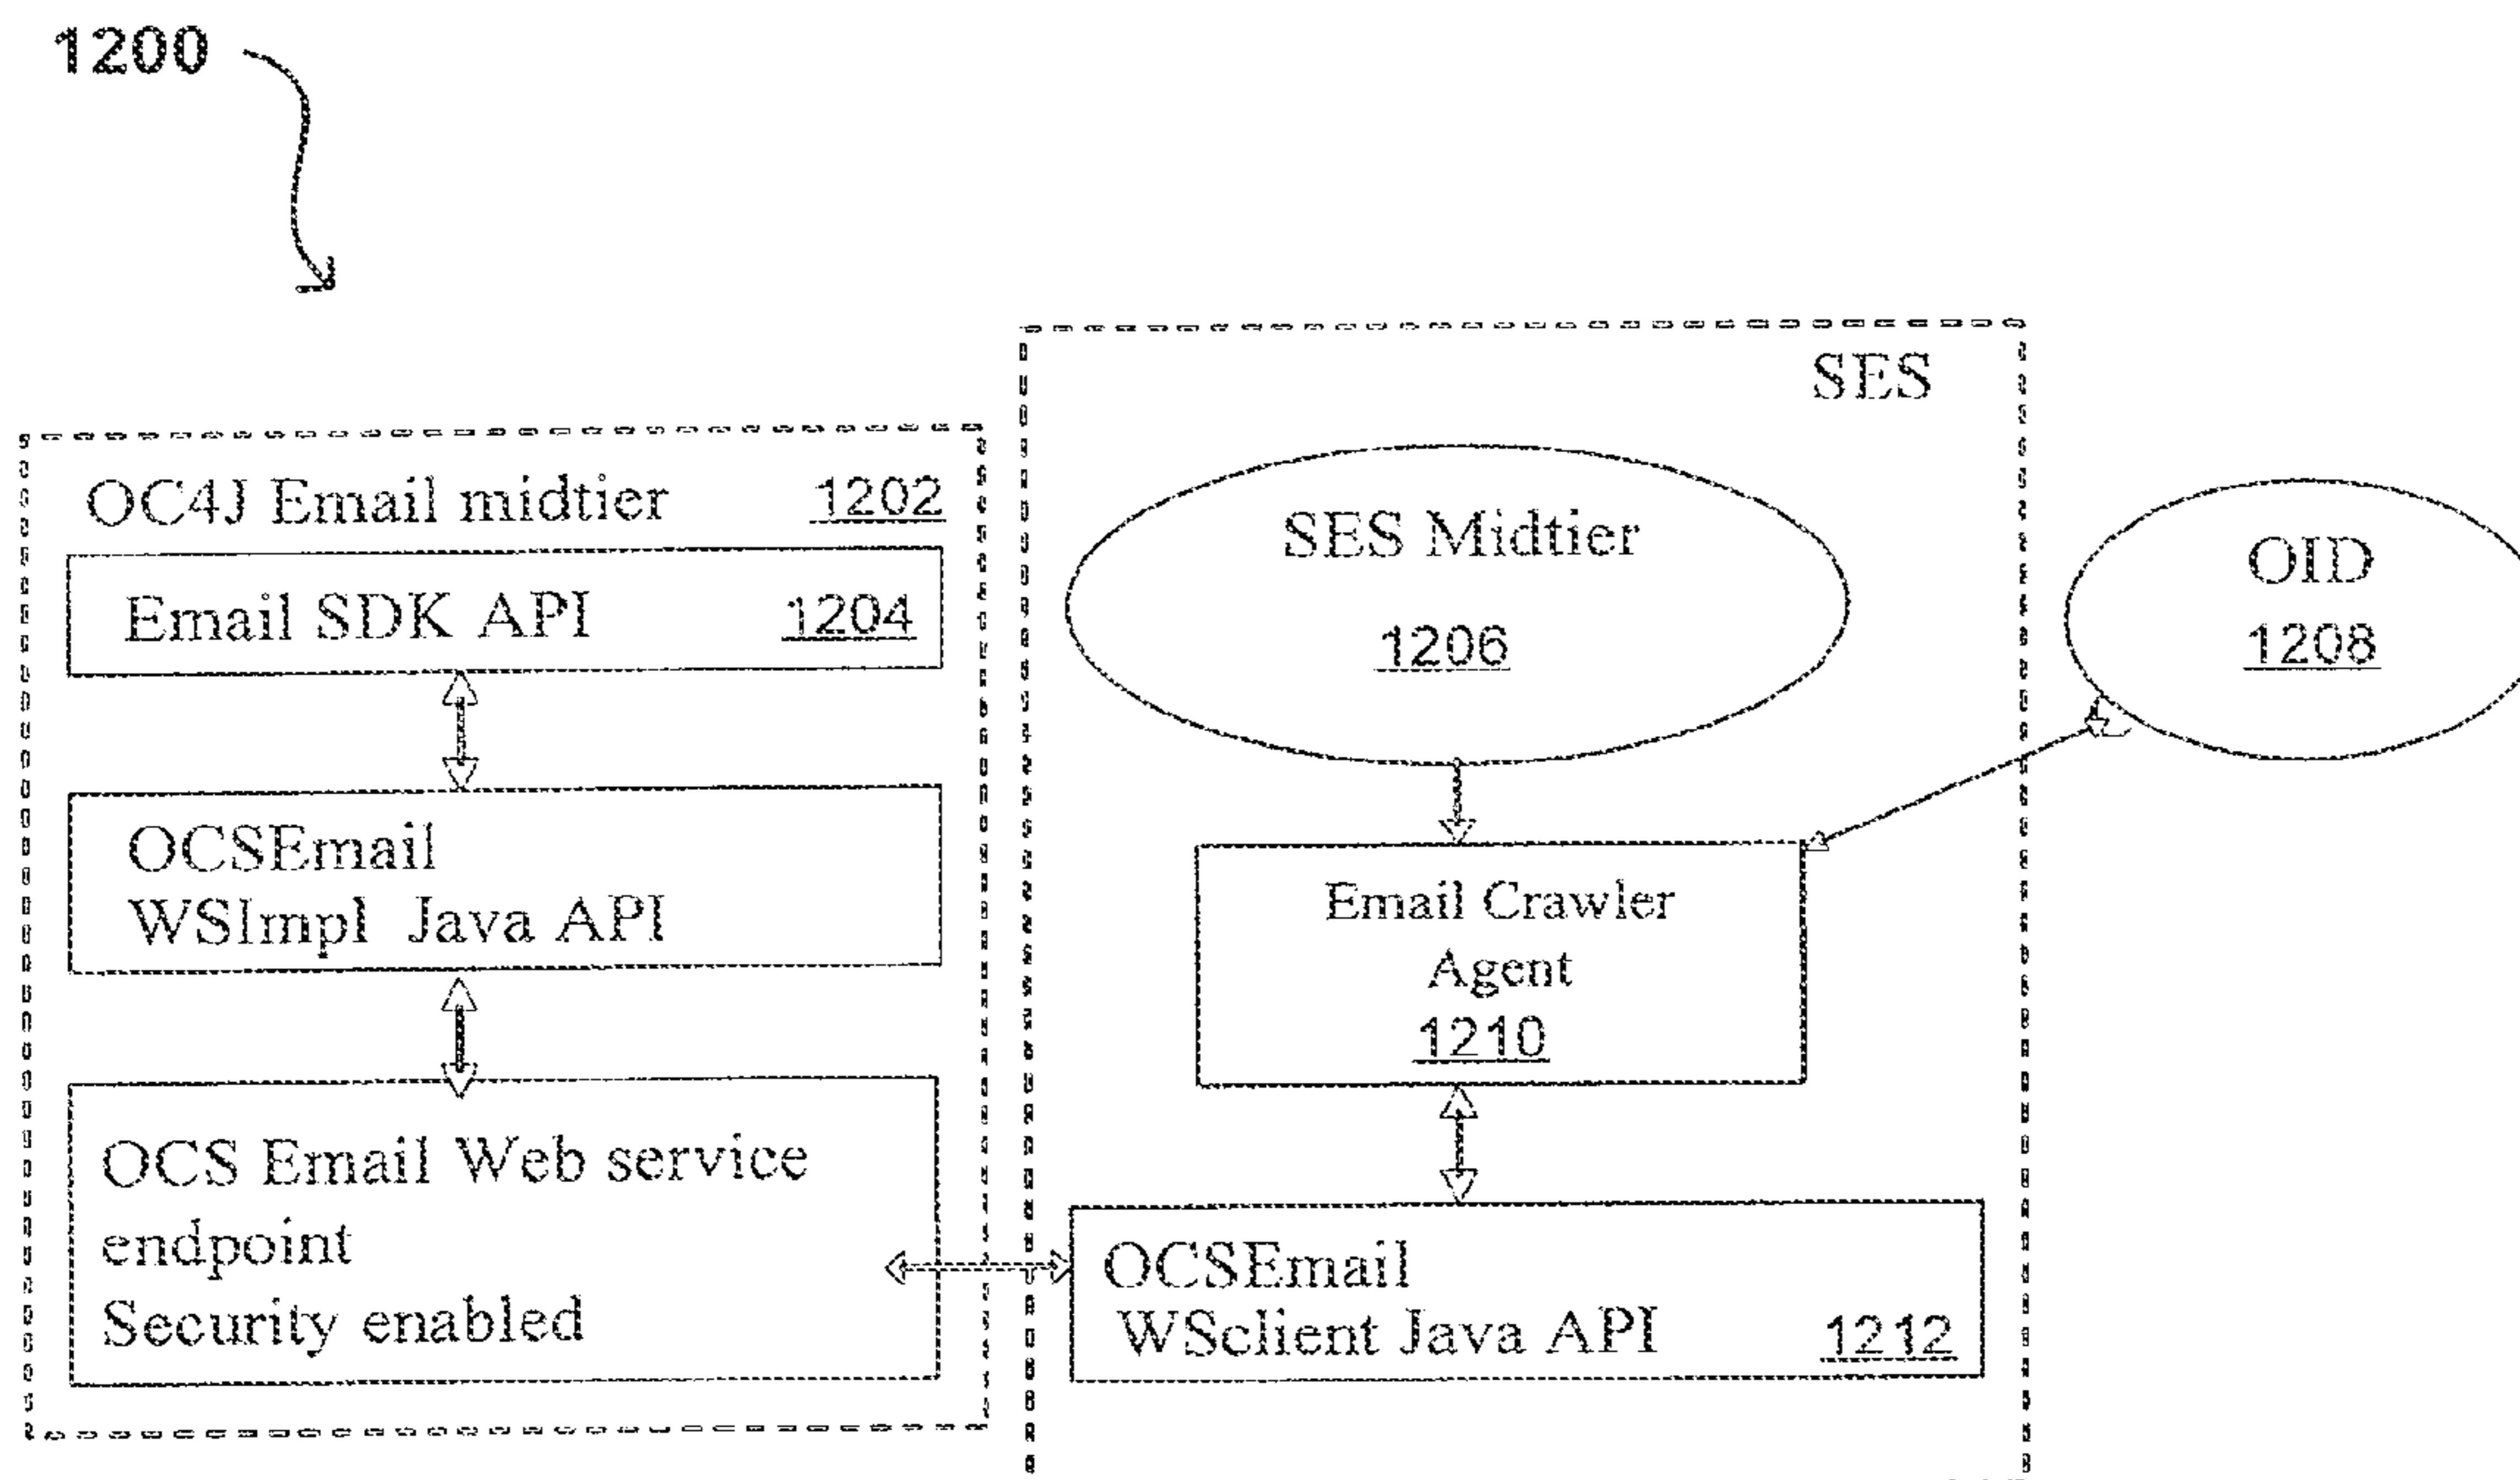 1200
OC4J Email midtier 1202
Email SDK API 1204
OCSEmail
WSImpl Java API
OCS Email Web service
endpoint
Security enabled
SES
SES Midtier
1206
OID
1208
Email Crawler
Agent
1210
OCSEmail
WSclient Java API 1212